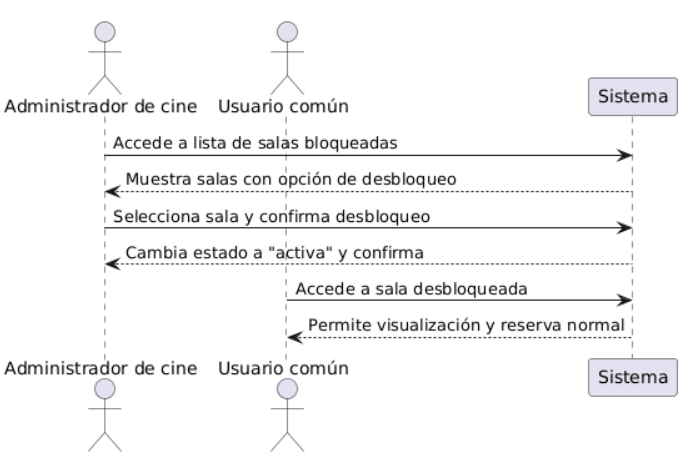 Administrador de cine
Usuario común
Sistema
Accede a lista de salas bloqueadas
Muestra salas con opción de desbloqueo
Selecciona sala y confirma desbloqueo
Cambia estado a "activa" y confirma
Accede a sala desbloqueada
Permite visualización y reserva normal
Administrador de cine
Usuario común
Sistema